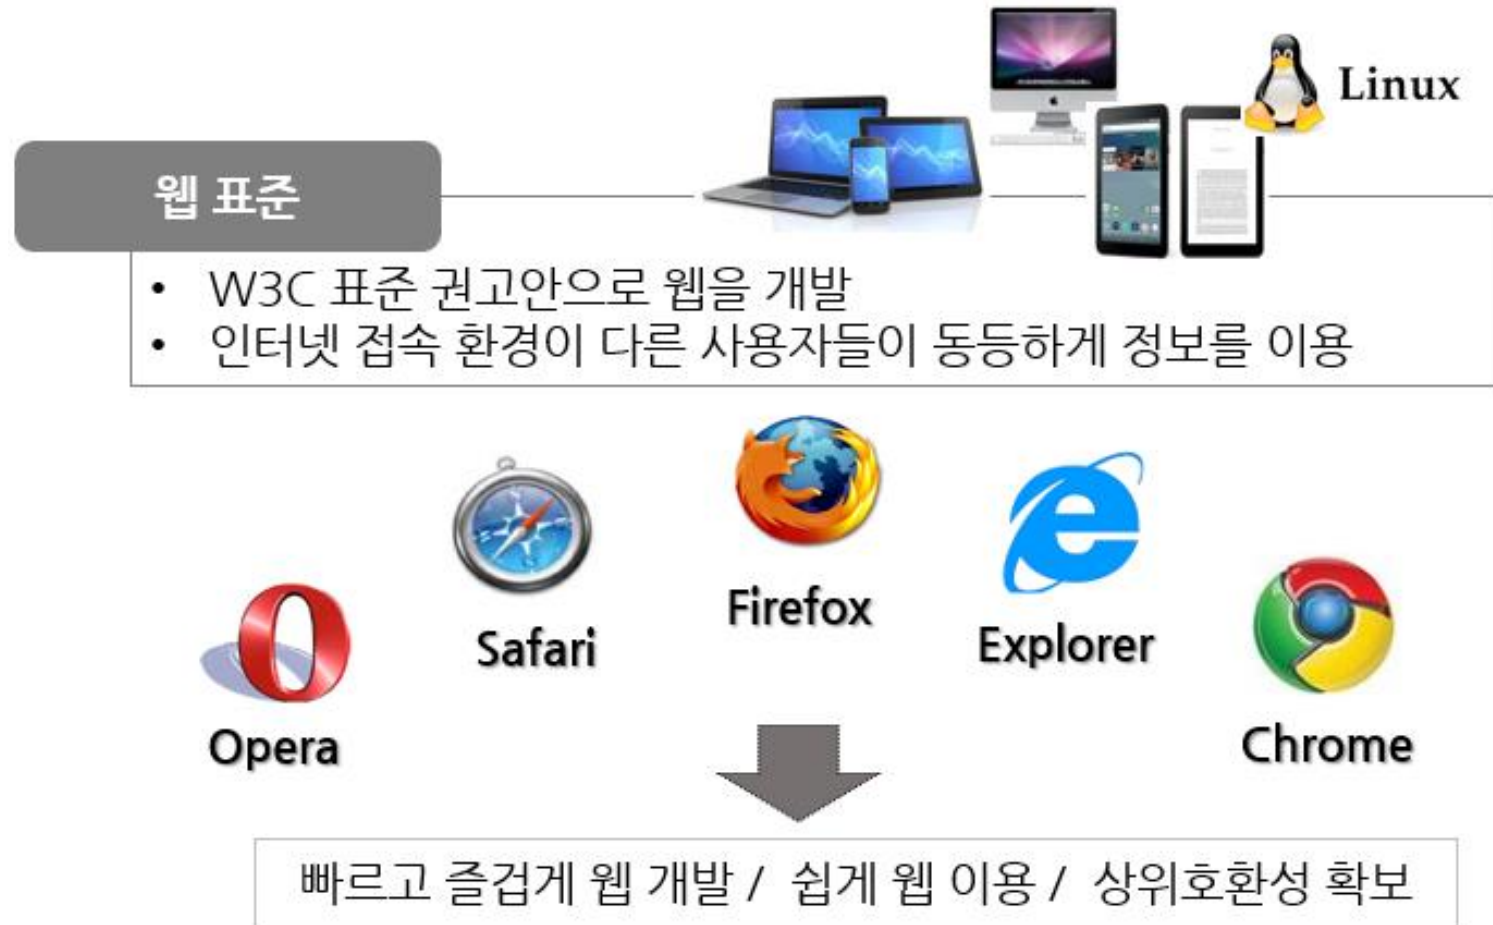 Linux
웹 표준
• W3C 표준 권고안으로 웹을 개발
• 인터넷 접속 환경이 다른 사용자들이 동등하게 정보를 이용
Firefox
Safari
Explorer
Opera
Chrome
빠르고 즐겁게 웹 개발 / 쉽게 웹 이용 / 상위호환성 확보